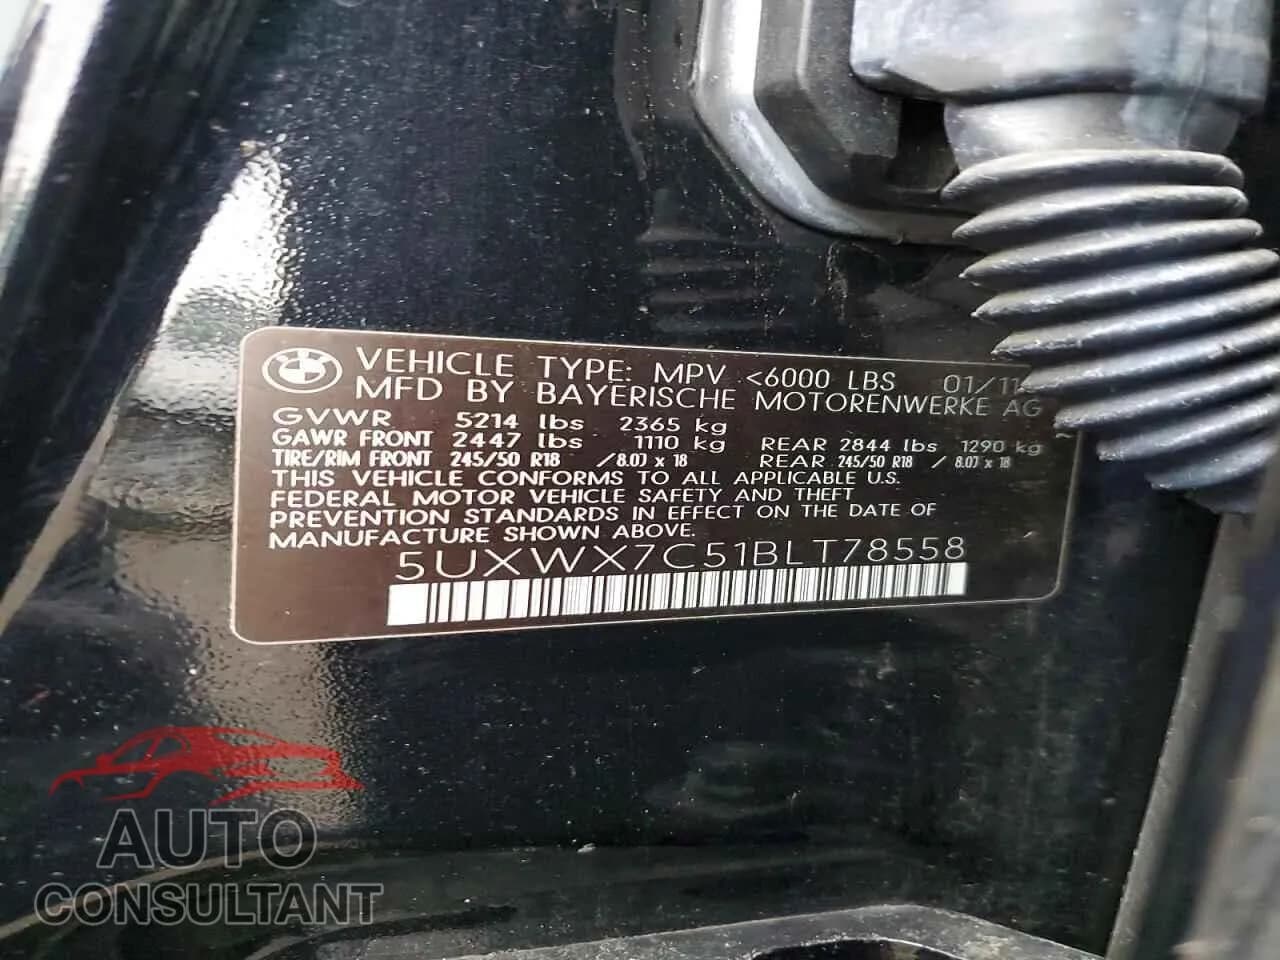 BMW
VEHICLE TYPE: MPV <6000 LBS 01/11
MFD BY BAYERISCHE MOTORENWERKE AG
GVWR 5214 lbs 2365 kg
GAWR FRONT 2447 lbs 1110 kg REAR 2844 lbs 1290 kg
TIRE/RIM FRONT 245/50 R18 /8.0J x 18 REAR 245/50 R18 / 8.0J x 18
THIS VEHICLE CONFORMS TO ALL APPLICABLE U.S.
FEDERAL MOTOR VEHICLE SAFETY AND THEFT
PREVENTION STANDARDS IN EFFECT ON THE DATE OF
MANUFACTURE SHOWN ABOVE.
5UXWX7C51BLT78558
AUTO
CONSULTANT